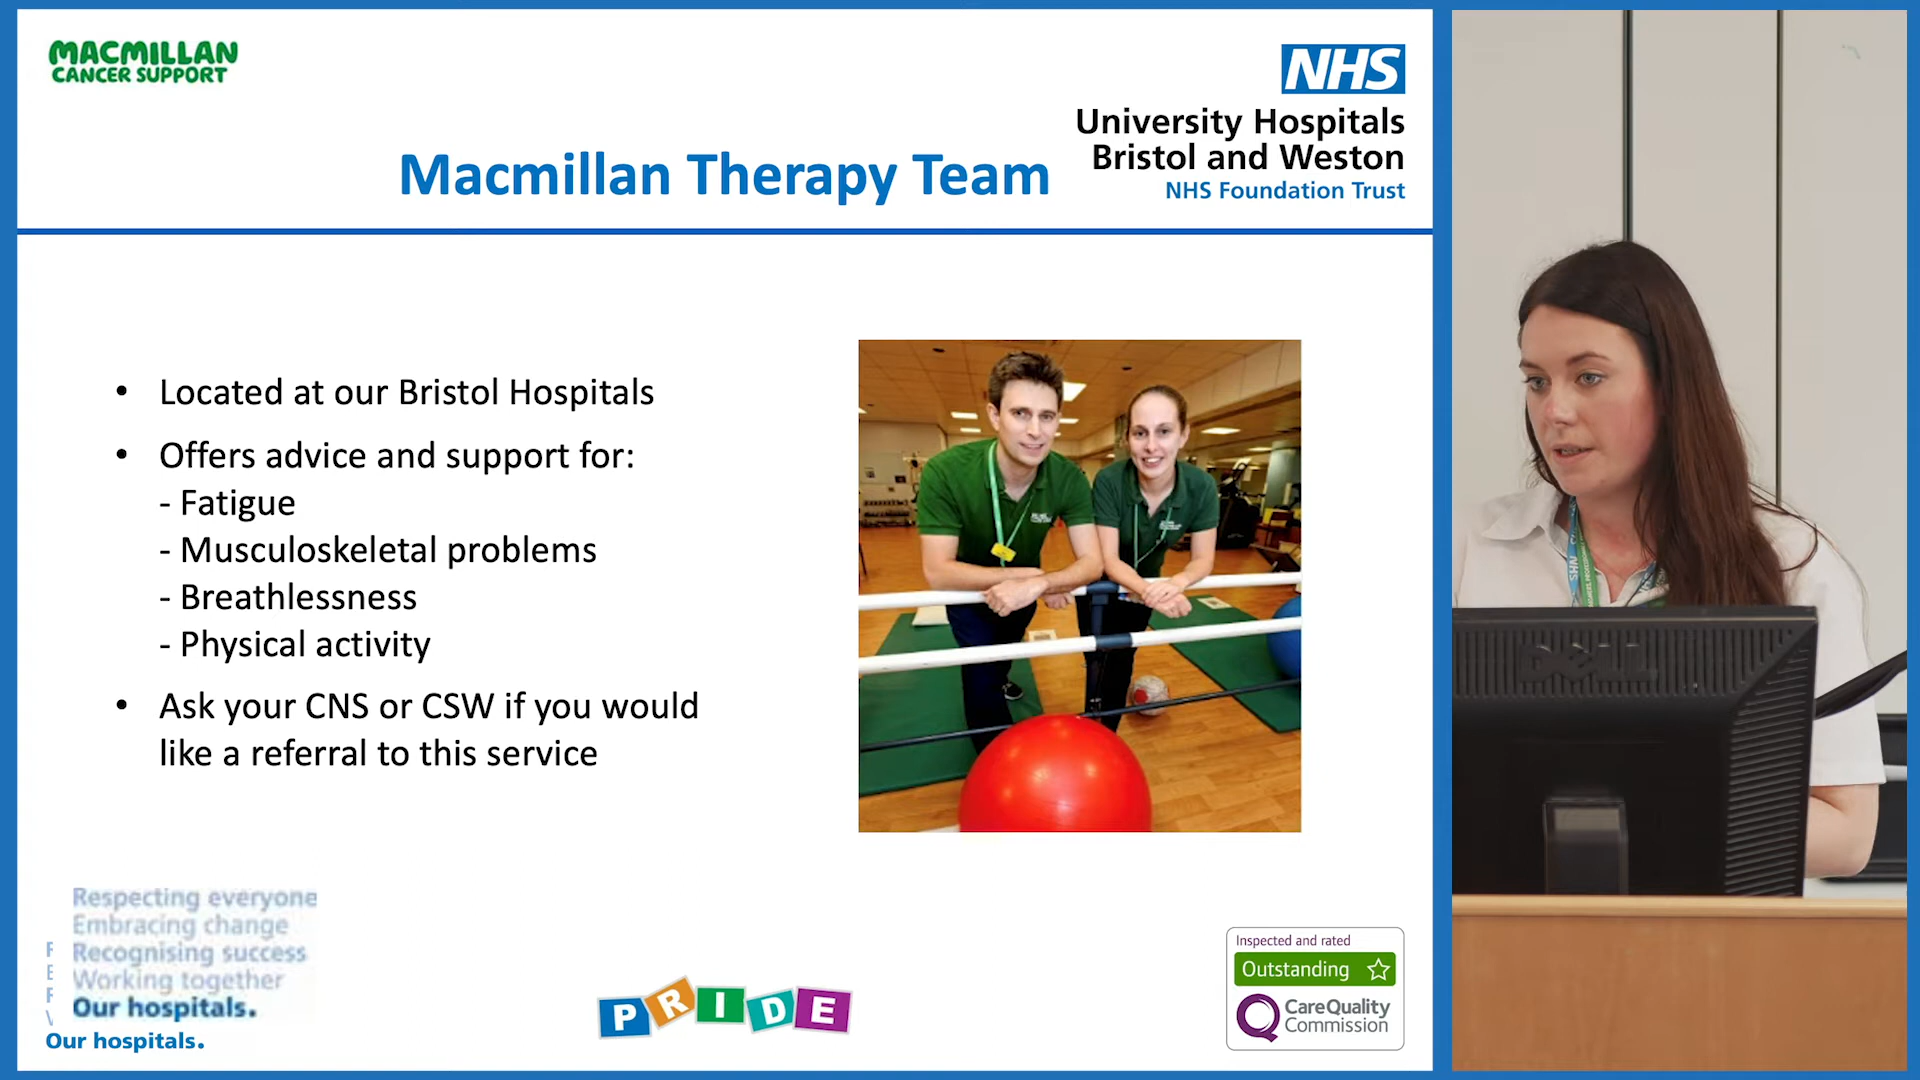 MACMILLAN
CANCER SUPPORT
NHS
University Hospitals
Bristol and Weston
NHS Foundation Trust
Macmillan Therapy Team
• Located at our Bristol Hospitals
• Offers advice and support for:
- Fatigue
- Musculoskeletal problems
- Breathlessness
- Physical activity
• Ask your CNS or CSW if you would
like a referral to this service
Respecting everyone
Embracing change
Recognising success
Working together
Our hospitals.
Our hospitals.
PRIDE
Inspected and rated
Outstanding
CareQuality
Commission
NHS
DELL